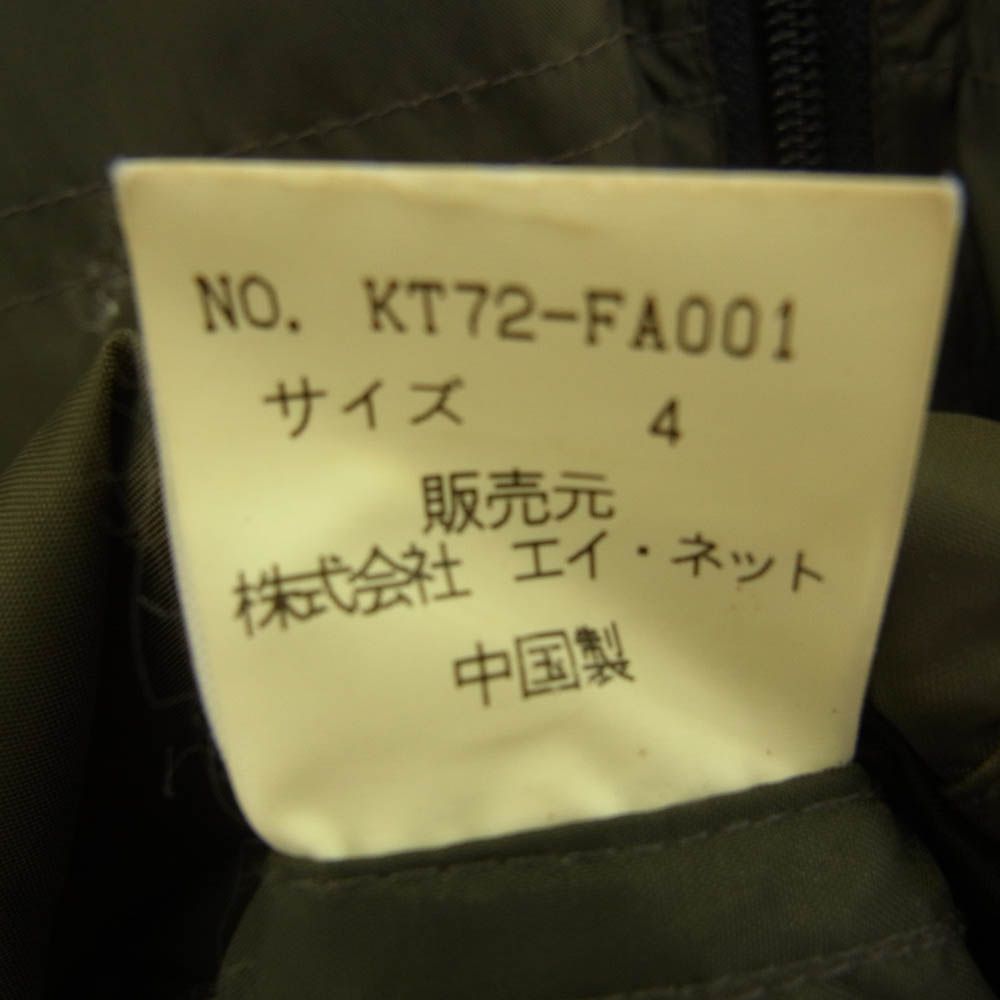 NO. KT72-FA001
サイズ 4
販売元
株式会社 エイ・ネット
中国製